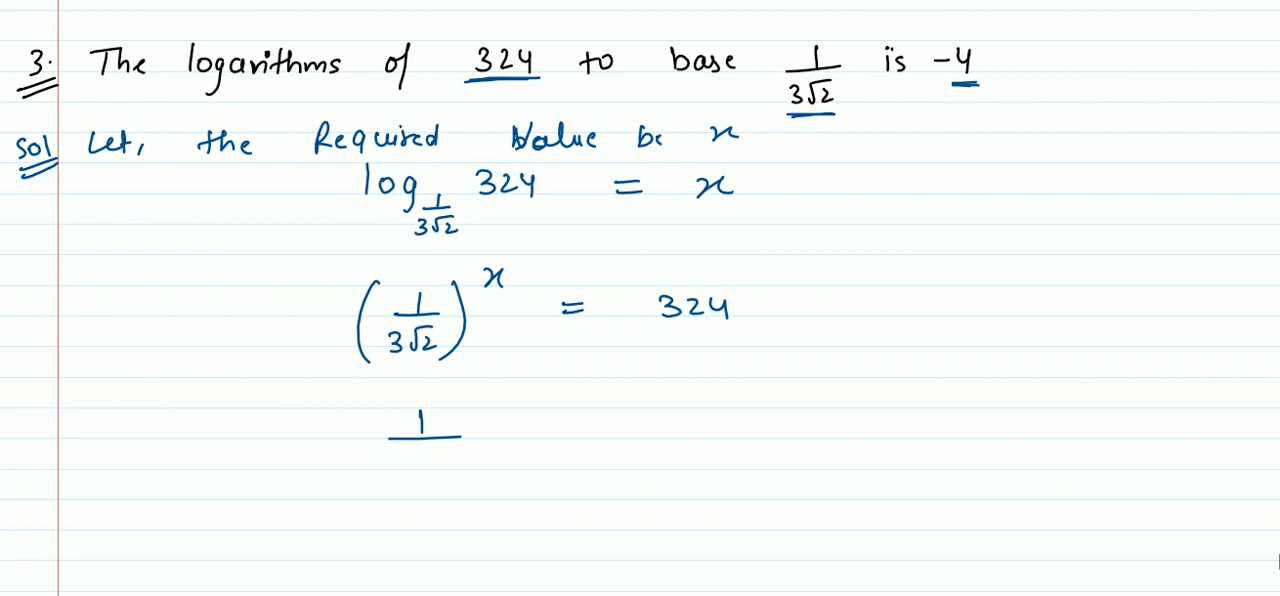 3. The logarithms of 324 to base 1/3√2 is -4
Sol Let, the Required Value be x
log 1/3√2 324 = x
(1/3√2)^x = 324
1